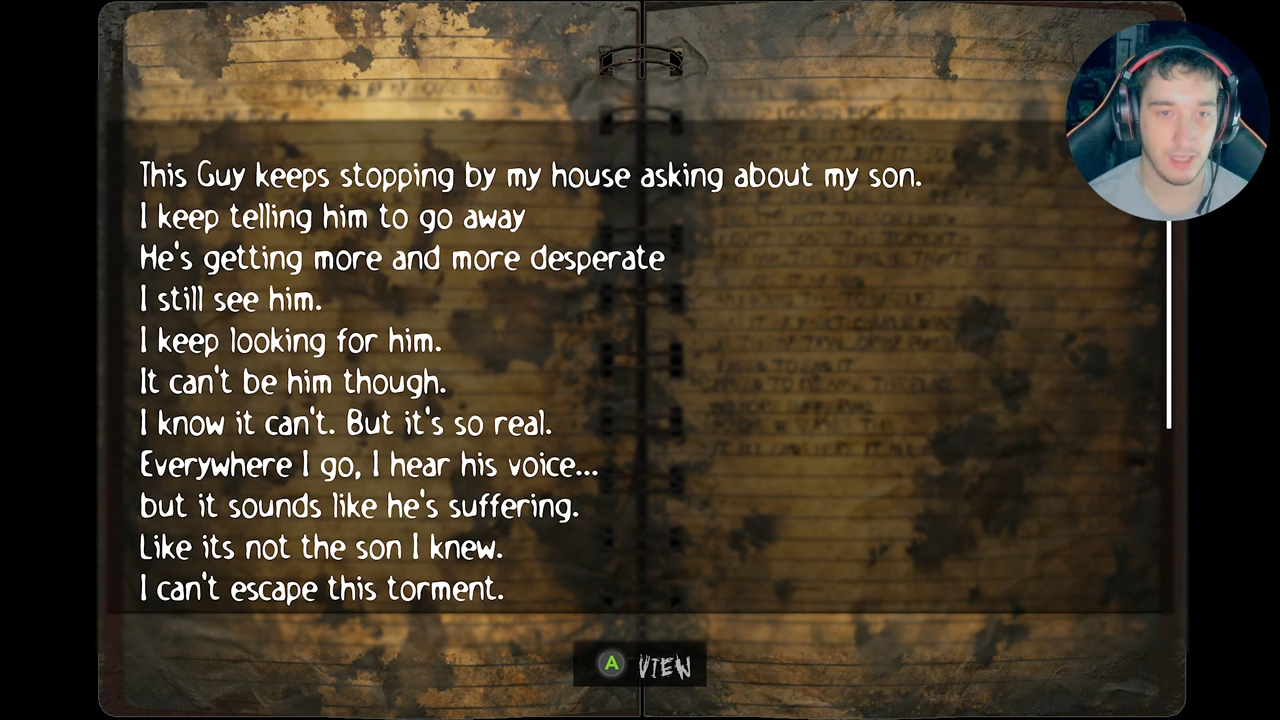 This Guy keeps stopping by my house asking about my son.
I keep telling him to go away
He's getting more and more desperate
I still see him.
I keep looking for him.
It can't be him though.
I know it can't. But it's so real.
Everywhere I go, I hear his voice...
but it sounds like he's suffering.
Like its not the son I knew.
I can't escape this torment.
A VIEW